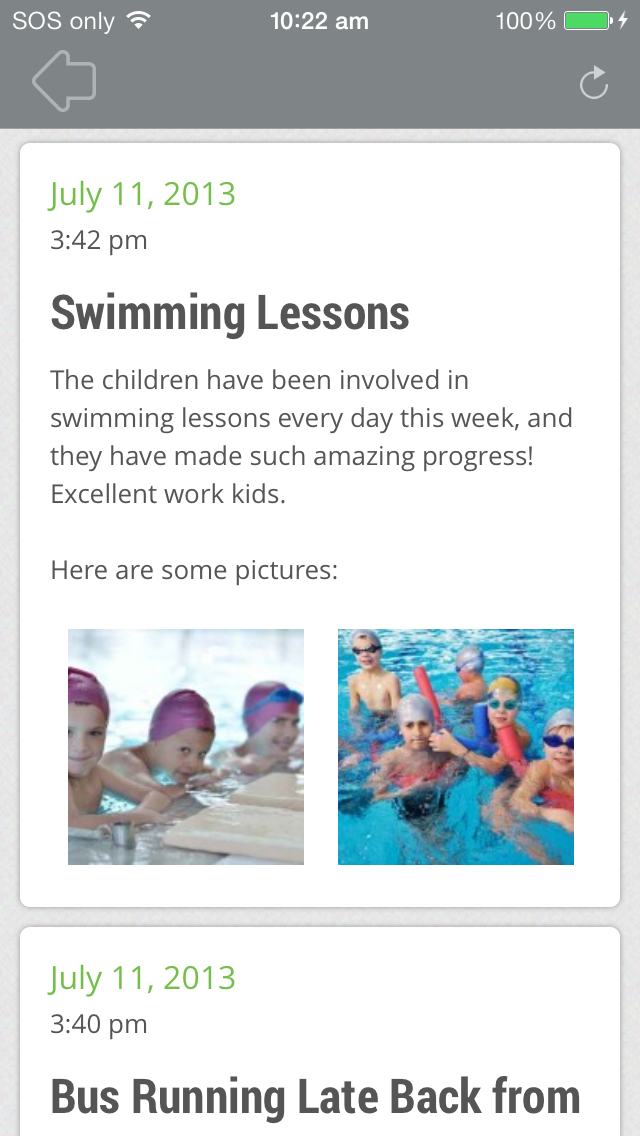 SOS only 10:22 am 100%
July 11, 2013
3:42 pm
Swimming Lessons
The children have been involved in
swimming lessons every day this week, and
they have made such amazing progress!
Excellent work kids.
Here are some pictures:
July 11, 2013
3:40 pm
Bus Running Late Back from